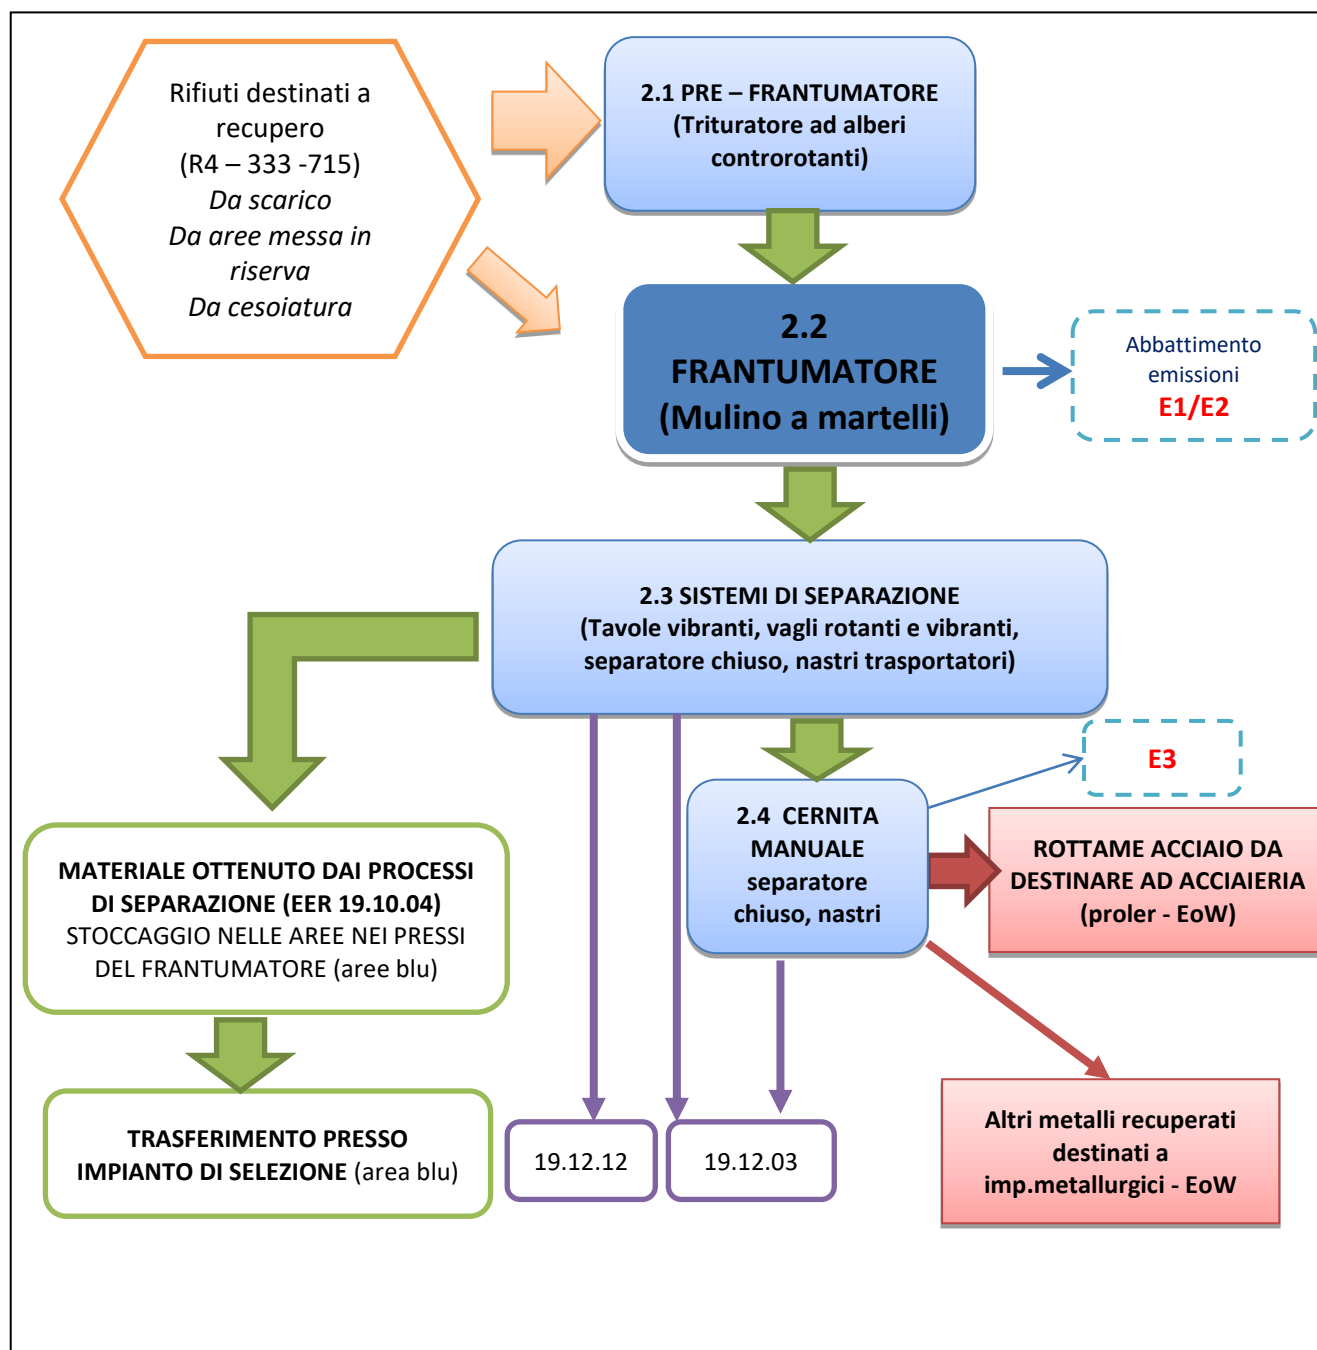 Rifiuti destinati a
recupero
(R4 – 333 -715)
Da scarico
Da aree messa in
riserva
Da cesoiatura
2.1 PRE – FRANTUMATORE
(Trituratore ad alberi
controrotanti)
2.2
FRANTUMATORE
(Mulino a martelli)
Abbattimento
emissioni
E1/E2
2.3 SISTEMI DI SEPARAZIONE
(Tavole vibranti, vagli rotanti e vibranti,
separatore chiuso, nastri trasportatori)
E3
2.4 CERNITA
MANUALE
separatore
chiuso, nastri
ROTTAME ACCIAIO DA
DESTINARE AD ACCIAIERIA
(proler - EoW)
MATERIALE OTTENUTO DAI PROCESSI
DI SEPARAZIONE (EER 19.10.04)
STOCCAGGIO NELLE AREE NEI PRESSI
DEL FRANTUMATORE (aree blu)
TRASFERIMENTO PRESSO
IMPIANTO DI SELEZIONE (area blu)
19.12.12
19.12.03
Altri metalli recuperati
destinati a
imp.metallurgici - EoW